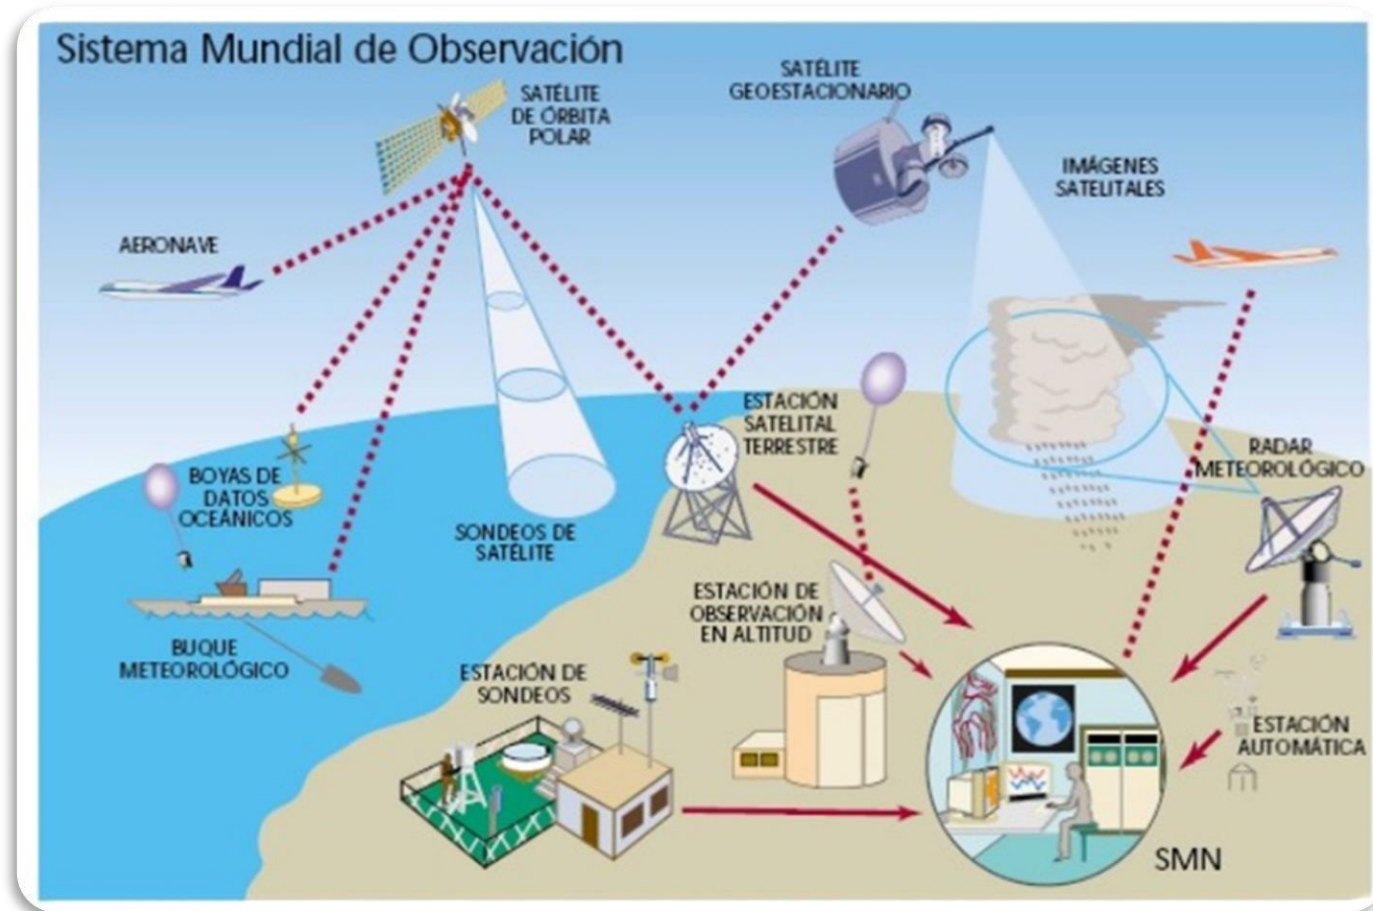 Sistema Mundial de Observación
SATÉLITE
DE ÓRBITA
POLAR
SATÉLITE
GEOESTACIONARIO
IMÁGENES
SATELITALES
AERONAVE
ESTACIÓN
SATELITAL
TERRESTRE
RADAR
METEOROLÓGICO
BOYAS DE
DATOS
OCEÁNICOS
SONDEOS DE
SATÉLITE
ESTACIÓN DE
OBSERVACIÓN
EN ALTITUD
BUQUE
METEOROLÓGICO
ESTACIÓN DE
SONDEOS
ESTACIÓN
AUTOMÁTICA
SMN